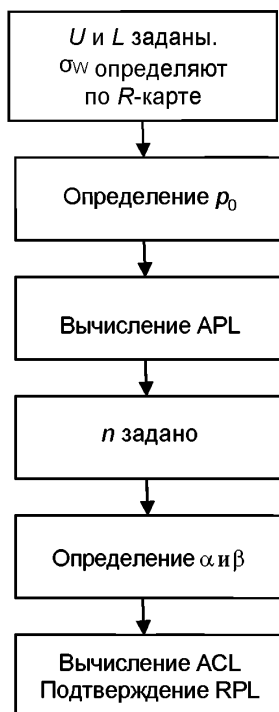 U и L заданы.
σw определяют
по R-карте
Определение p₀
Вычисление APL
n задано
Определение α и β
Вычисление ACL
Подтверждение RPL